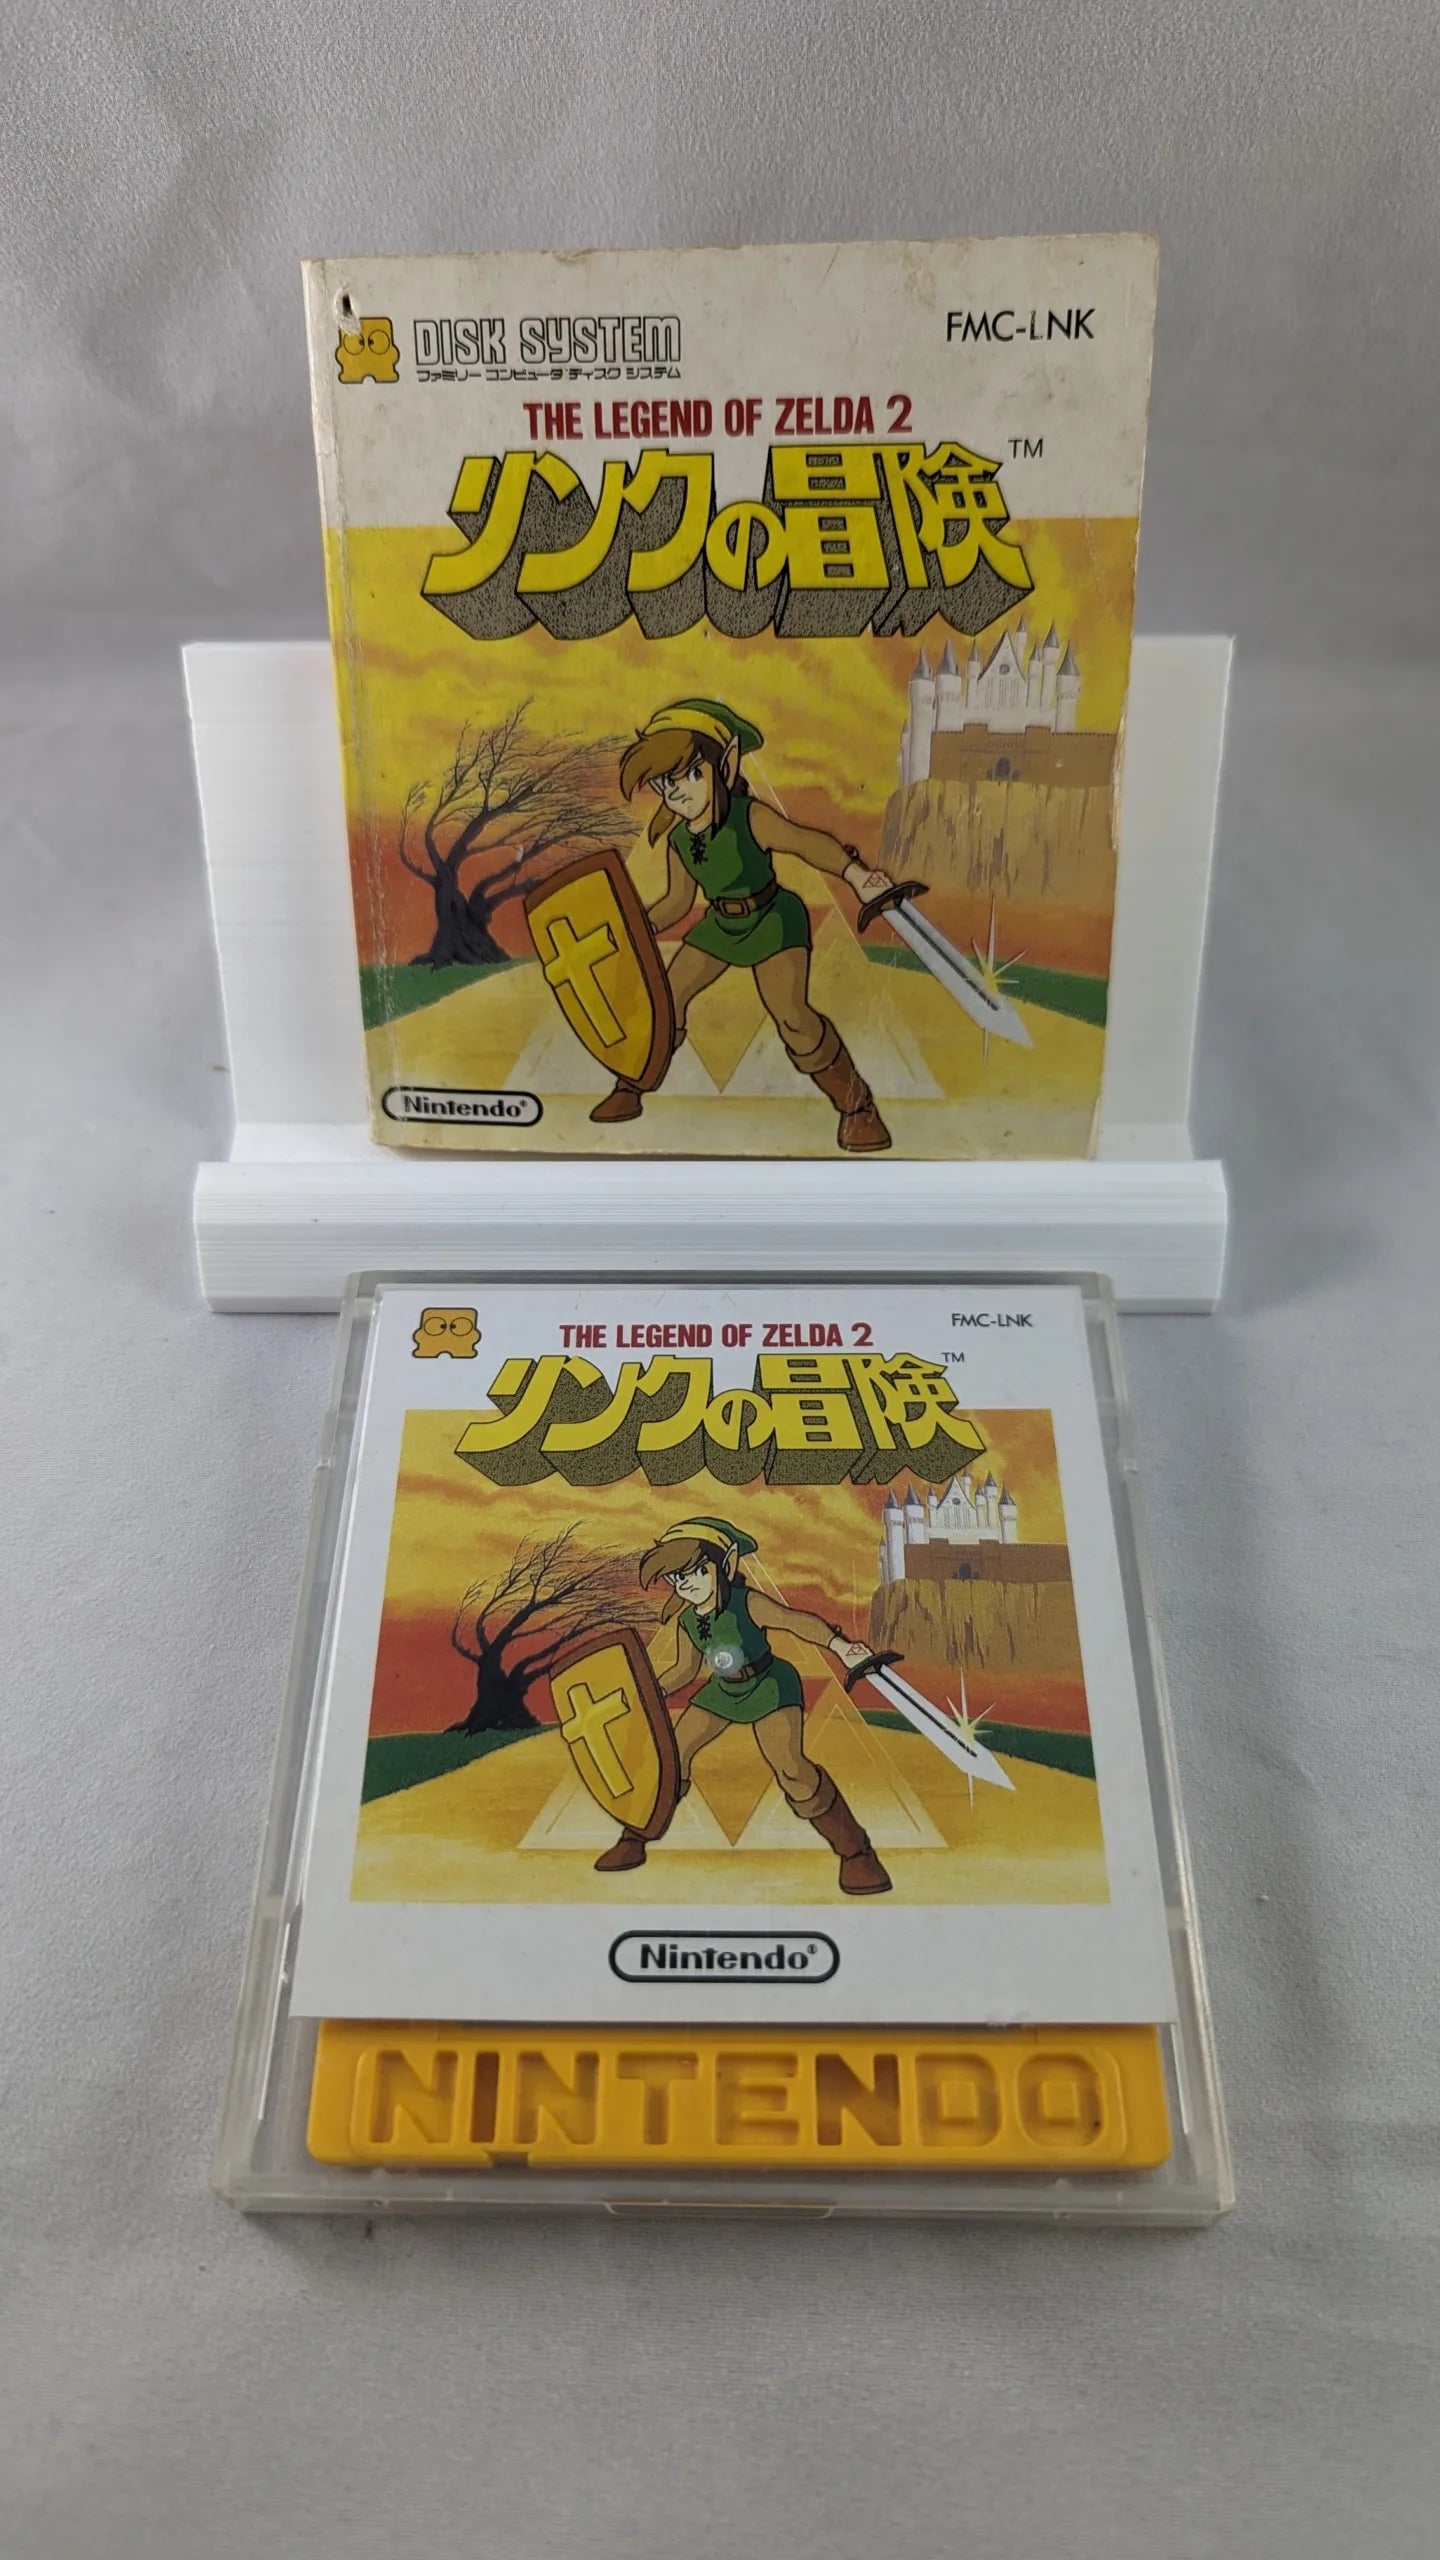 DISK SYSTEM
ファミリー コンピュータ ディスク システム
FMC-LNK
THE LEGEND OF ZELDA 2
リンクの冒険 TM
Nintendo®
FMC-LNK
THE LEGEND OF ZELDA 2
リンクの冒険 TM
Nintendo®
NINTENDO